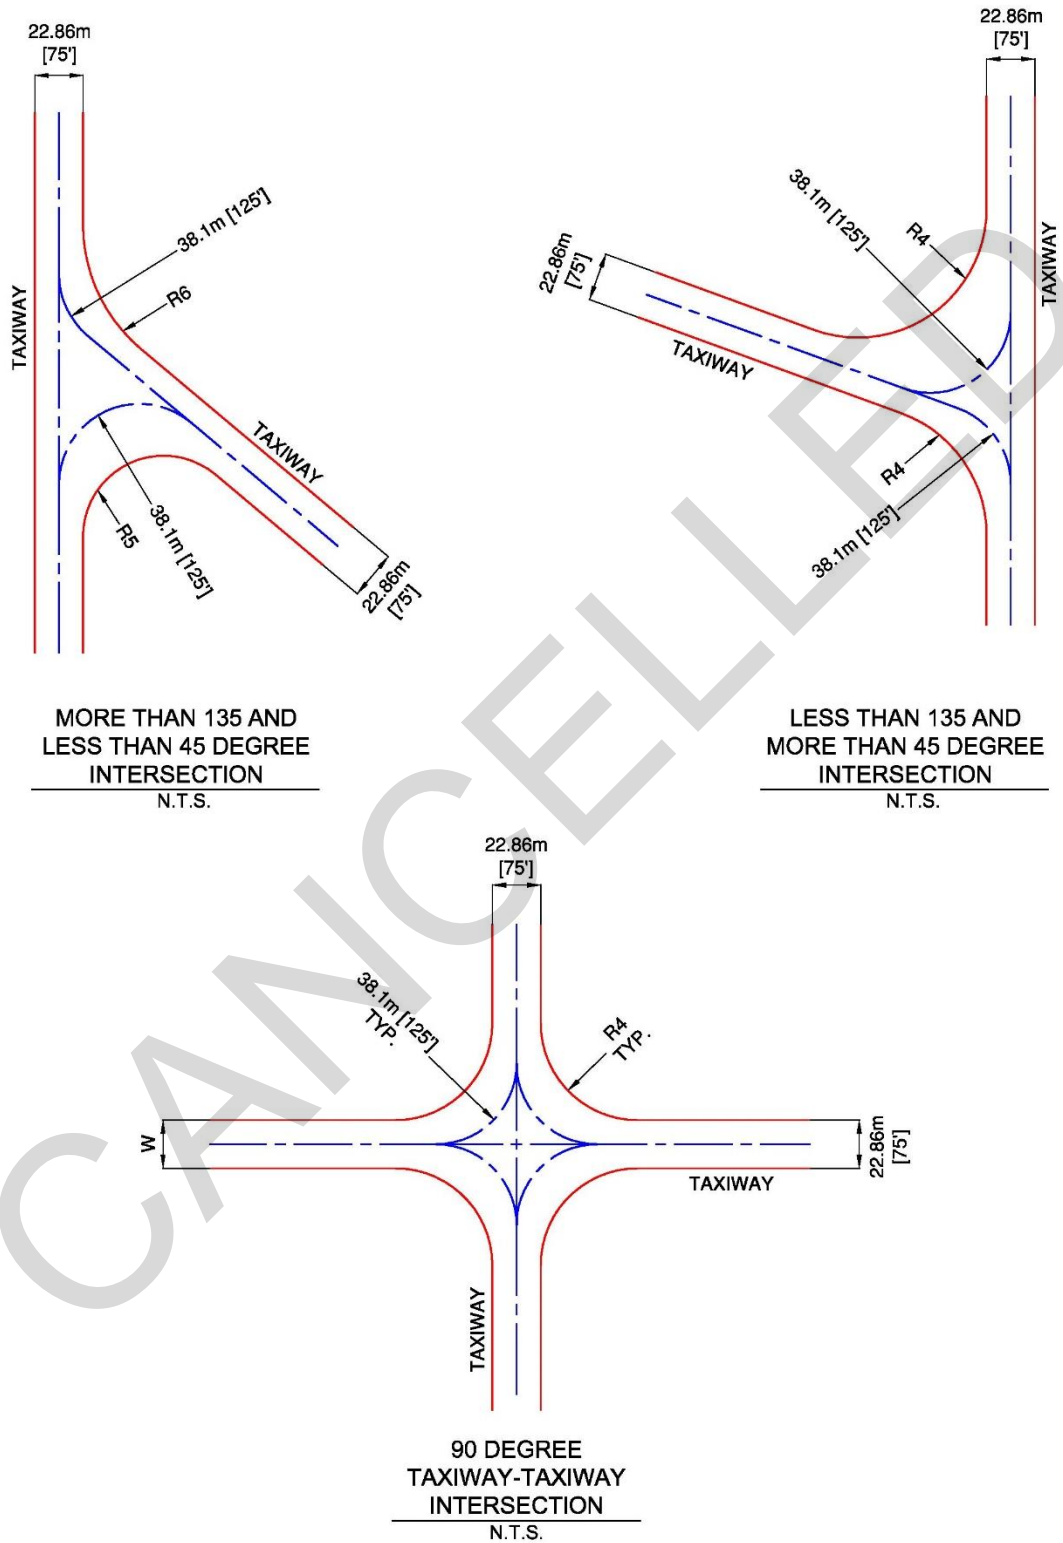 22.86m
[75']
38.1m [125']
R6
TAXIWAY
TAXIWAY
R5
38.1m [125']
22.86m
[75']
MORE THAN 135 AND
LESS THAN 45 DEGREE
INTERSECTION
N.T.S.
22.86m
[75']
38.1m [125']
R4
TAXIWAY
22.86m
[75']
TAXIWAY
R4
38.1m [125']
LESS THAN 135 AND
MORE THAN 45 DEGREE
INTERSECTION
N.T.S.
22.86m
[75']
38.1m [125']
TYP.
R4
TYP.
W
22.86m
[75']
TAXIWAY
TAXIWAY
90 DEGREE
TAXIWAY-TAXIWAY
INTERSECTION
N.T.S.
CANCELLED